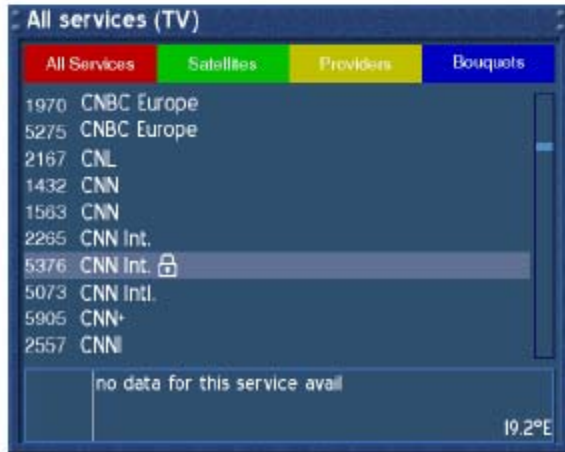 All services (TV)
All Services Satellites Providers Bouquets
1970 CNBC Europe
5275 CNBC Europe
2167 CNL
1432 CNN
1563 CNN
2265 CNN Int.
5376 CNN Int.
5073 CNN Intl.
5905 CNN+
2557 CNNI
no data for this service avail
19.2°E